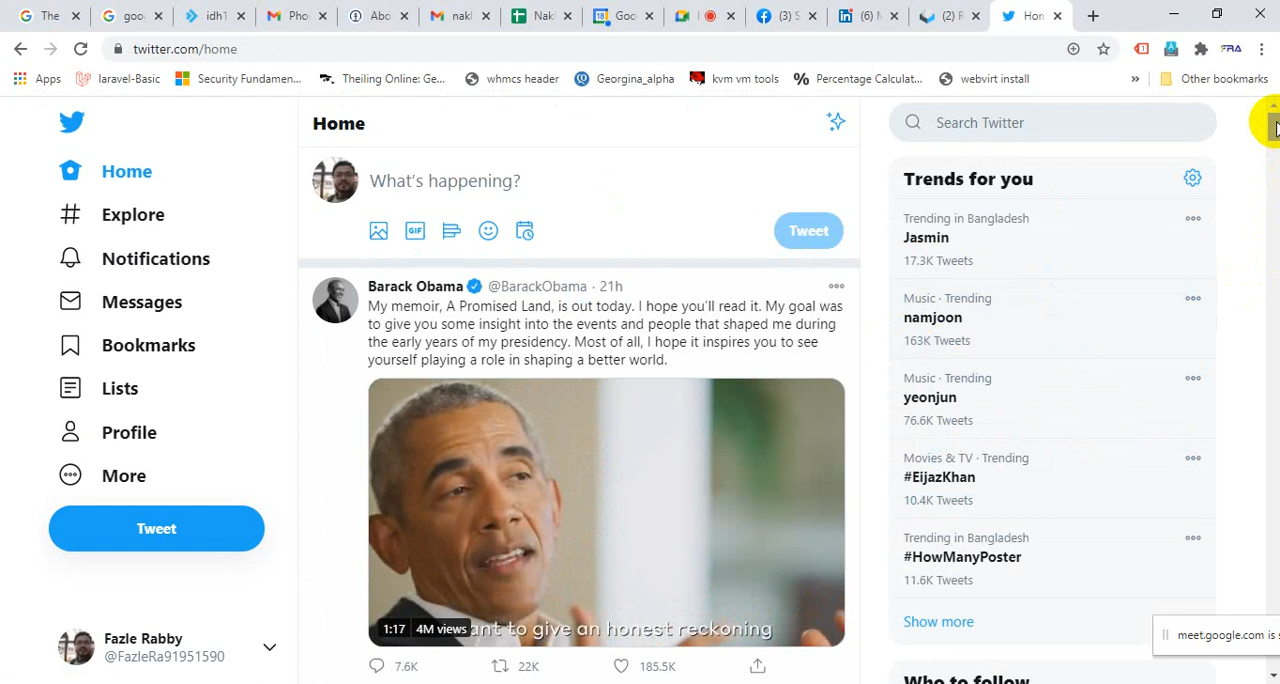 The
goo
idh1
Pho
Abo
nakl
Naki
Goo
(3) S
(6) M
(2) R
Hon
twitter.com/home
Apps
laravel-Basic
Security Fundamen...
Theiling Online: Ge...
whmcs header
Georgina_alpha
kvm vm tools
Percentage Calculat...
webvirt install
»
Other bookmarks
Home
Explore
Notifications
Messages
Bookmarks
Lists
Profile
More
Tweet
Fazle Rabby
@FazleRa91951590
Home
What's happening?
GIF
Tweet
Barack Obama @BarackObama · 21h
My memoir, A Promised Land, is out today. I hope you'll read it. My goal was
to give you some insight into the events and people that shaped me during
the early years of my presidency. Most of all, I hope it inspires you to see
yourself playing a role in shaping a better world.
1:17 4M views ant to give an honest reckoning
7.6K 22K 185.5K
Search Twitter
Trends for you
Trending in Bangladesh
Jasmin
17.3K Tweets
Music · Trending
namjoon
163K Tweets
Music · Trending
yeonjun
76.6K Tweets
Movies & TV · Trending
#EijazKhan
10.4K Tweets
Trending in Bangladesh
#HowManyPoster
11.6K Tweets
Show more
Who to follow
meet.google.com is s